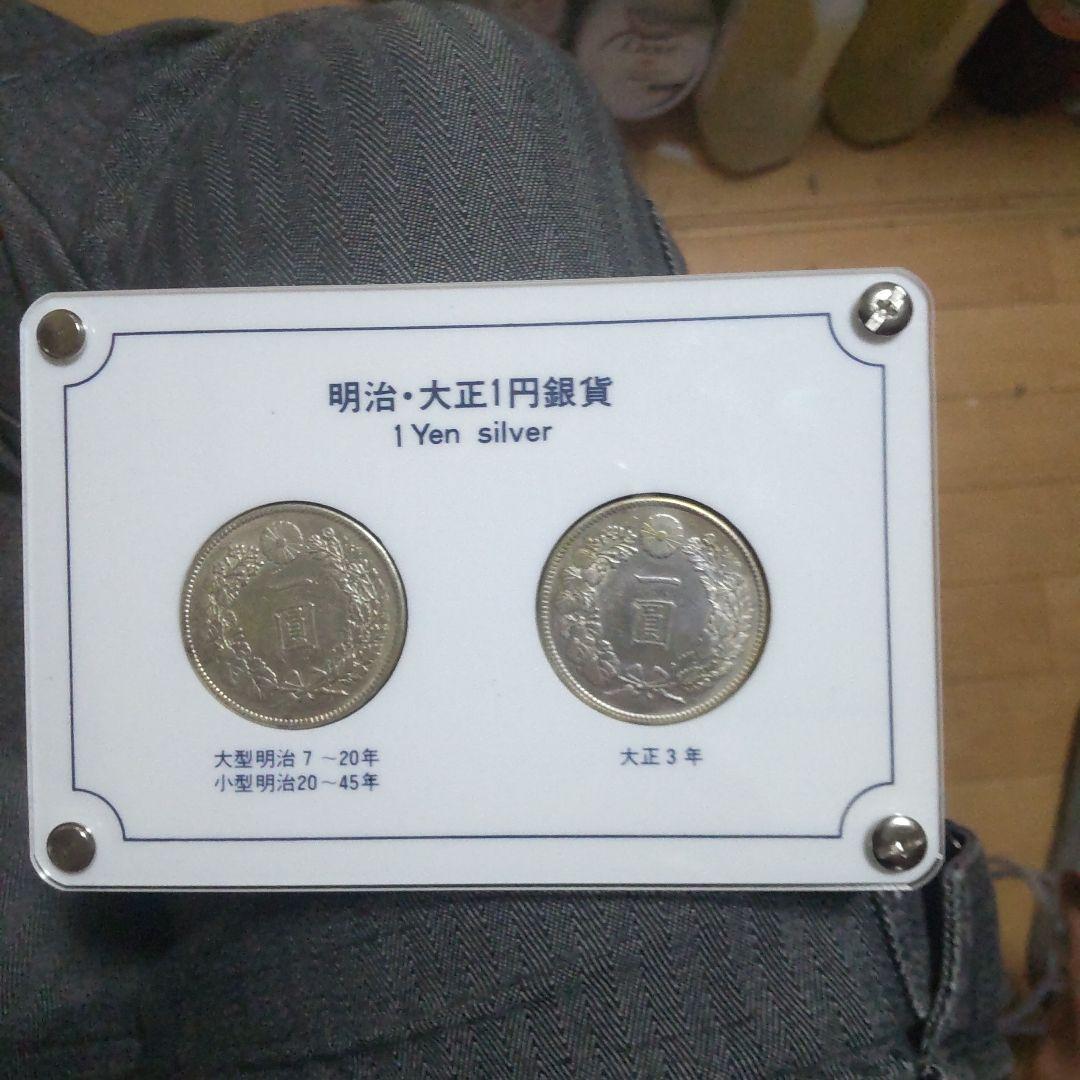 明治・大正1円銀貨
1 Yen silver
一圓
一圓
大型明治7～20年
小型明治20～45年
大正3年